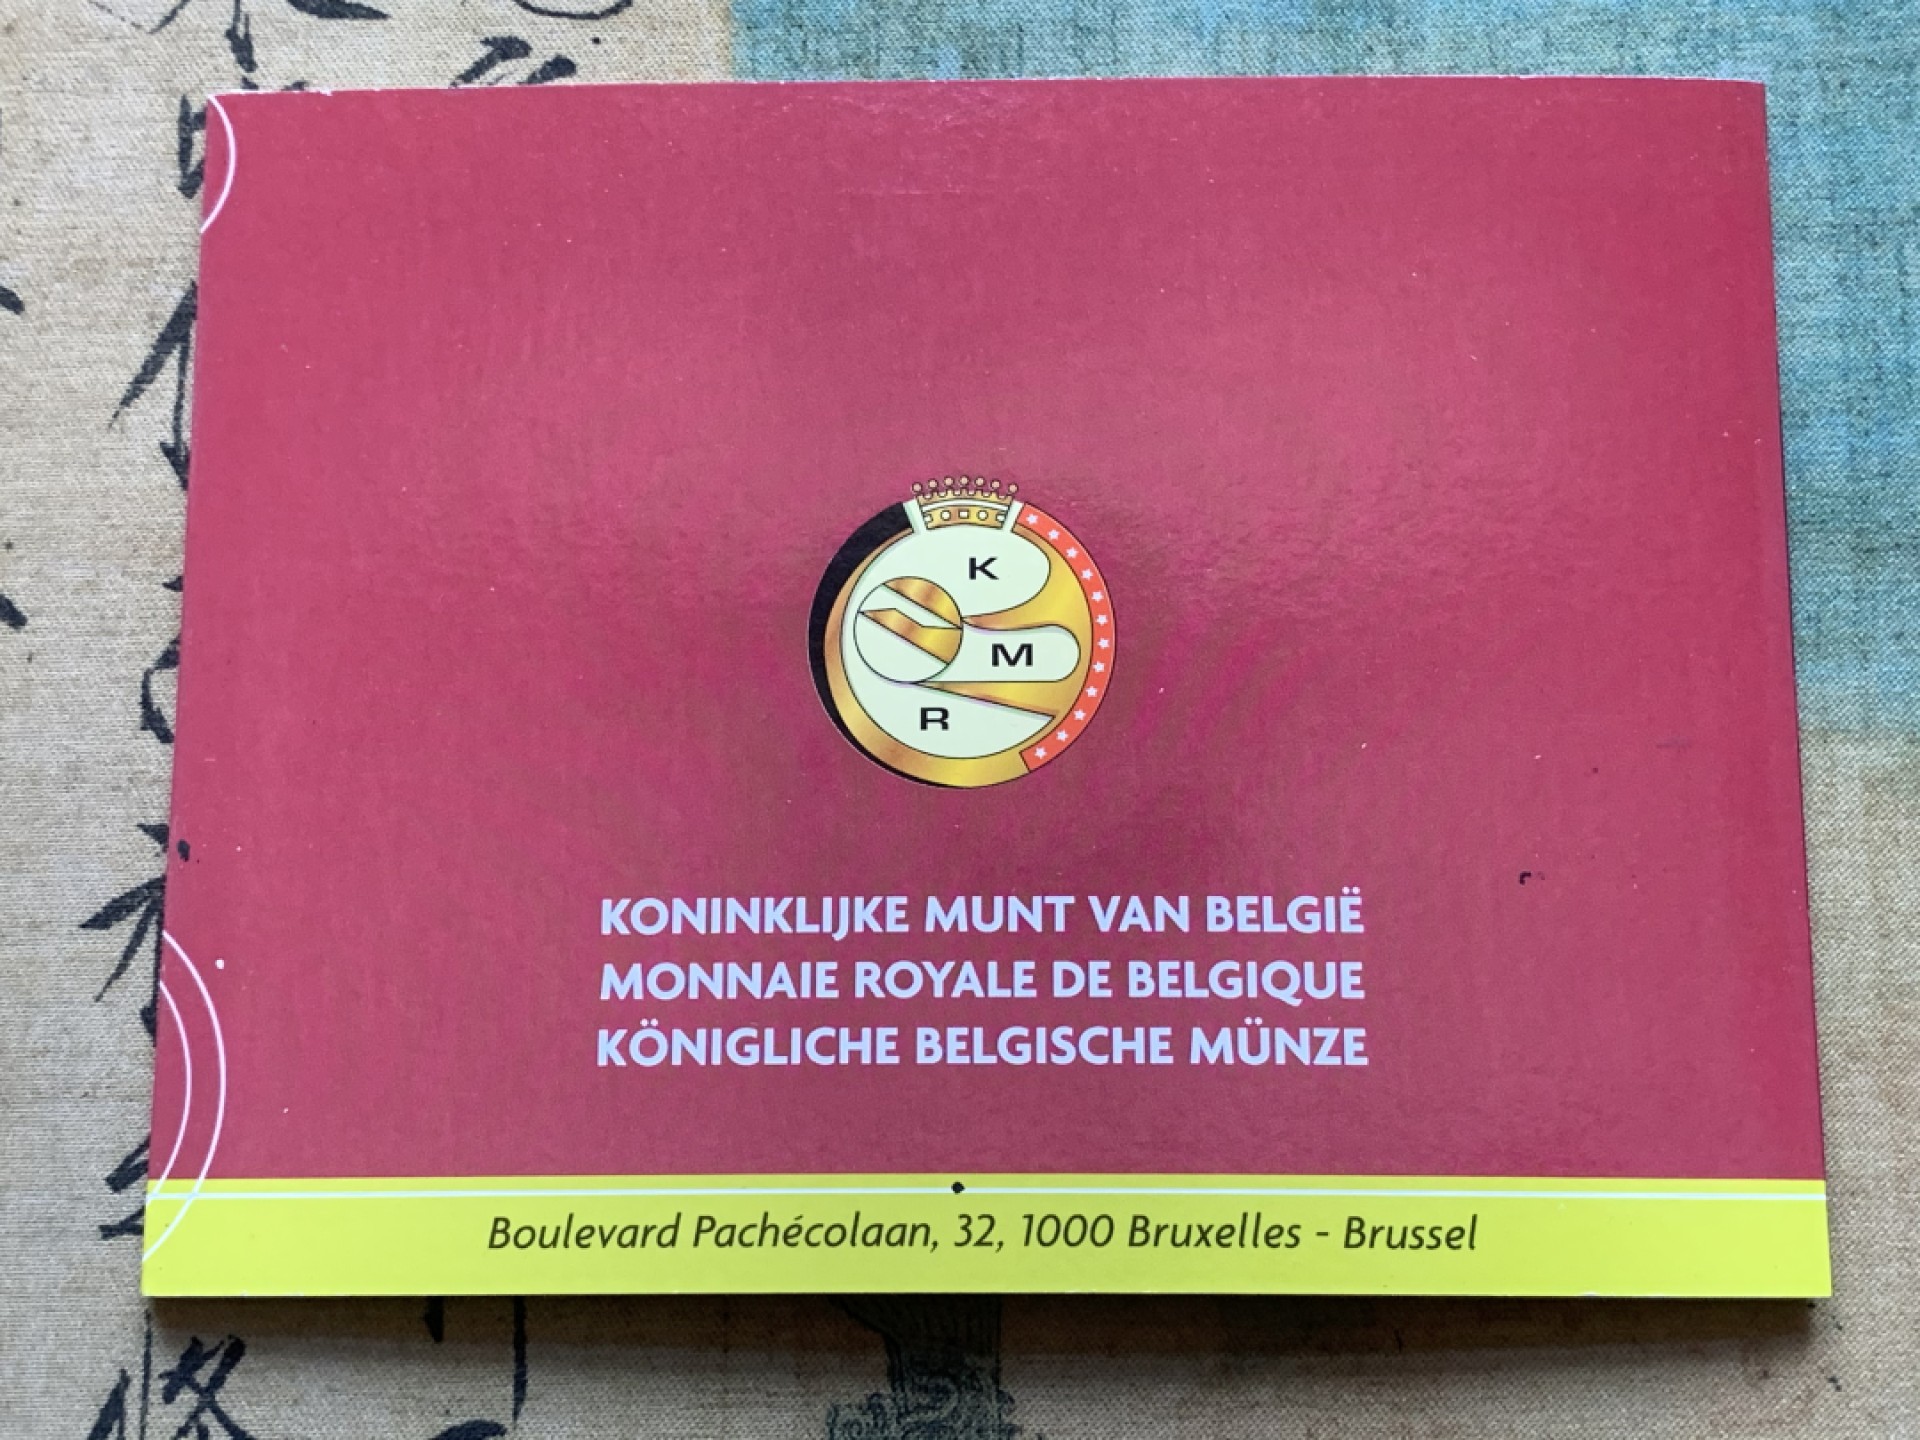 K
M
R
KONINKLIJKE MUNT VAN BELGIË
MONNAIE ROYALE DE BELGIQUE
KÖNIGLICHE BELGISCHE MÜNZE
Boulevard Pachécolaan, 32, 1000 Bruxelles - Brussel